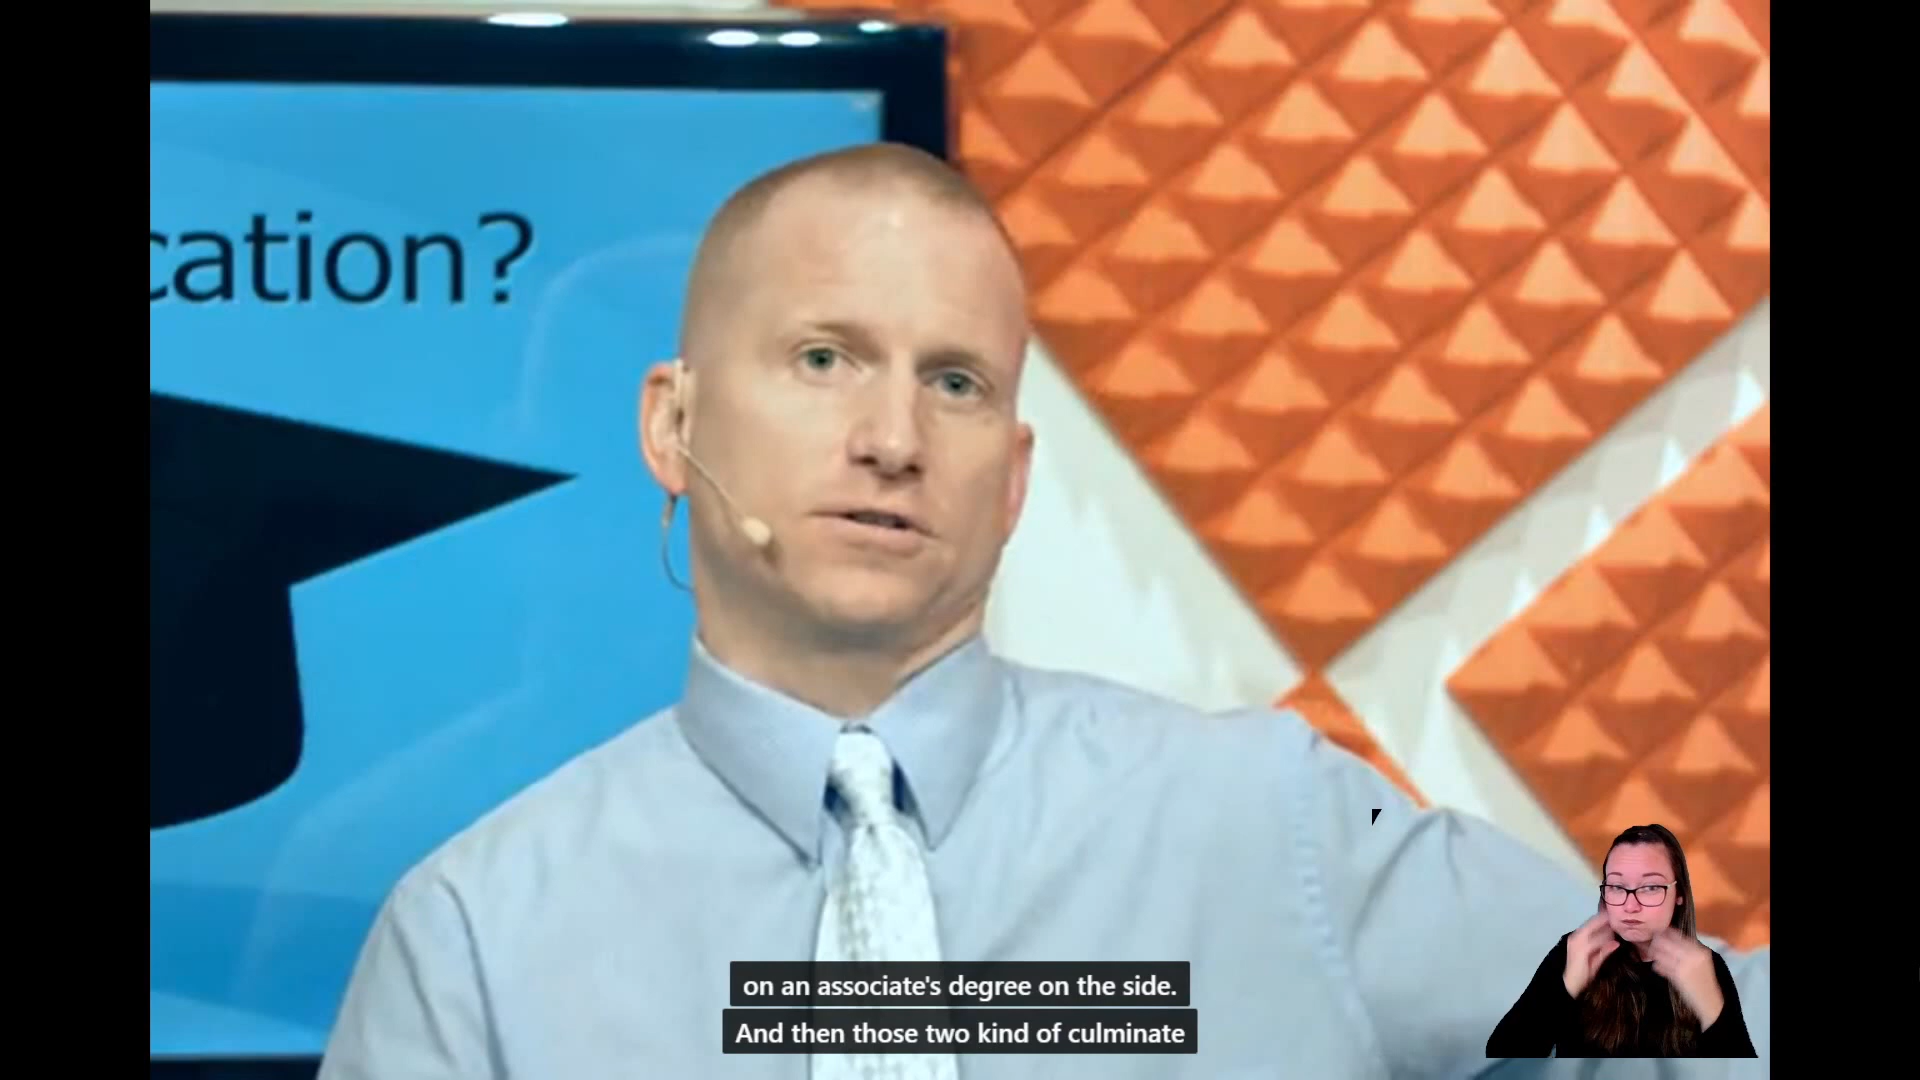 cation?
on an associate's degree on the side.
And then those two kind of culminate